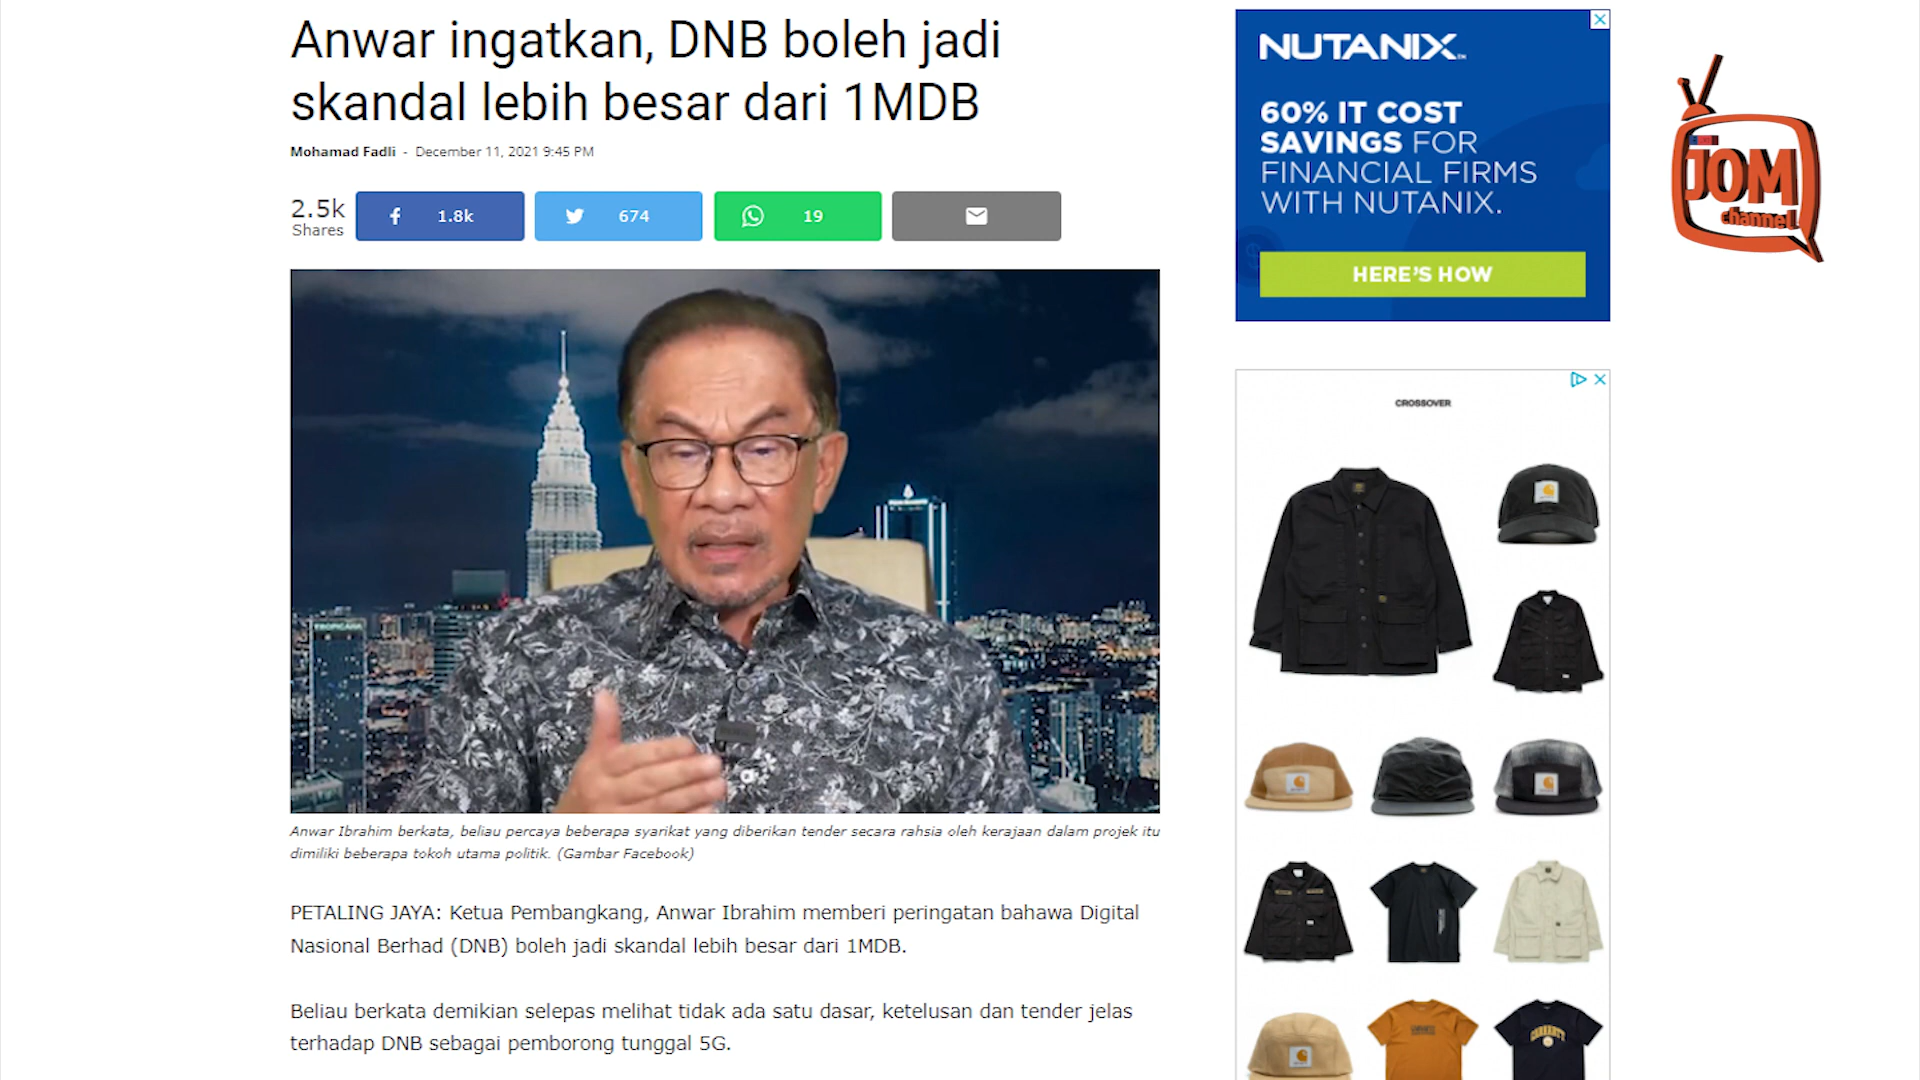 Anwar ingatkan, DNB boleh jadi
skandal lebih besar dari 1MDB
Mohamad Fadli - December 11, 2021 9:45 PM
2.5k
Shares
1.8k
674
19
TROPICANA
Anwar Ibrahim berkata, beliau percaya beberapa syarikat yang diberikan tender secara rahsia oleh kerajaan dalam projek itu
dimiliki beberapa tokoh utama politik. (Gambar Facebook)
PETALING JAYA: Ketua Pembangkang, Anwar Ibrahim memberi peringatan bahawa Digital
Nasional Berhad (DNB) boleh jadi skandal lebih besar dari 1MDB.
Beliau berkata demikian selepas melihat tidak ada satu dasar, ketelusan dan tender jelas
terhadap DNB sebagai pemborong tunggal 5G.
NUTANIX
60% IT COST
SAVINGS FOR
FINANCIAL FIRMS
WITH NUTANIX.
HERE'S HOW
CROSSOVER
JOM
channel